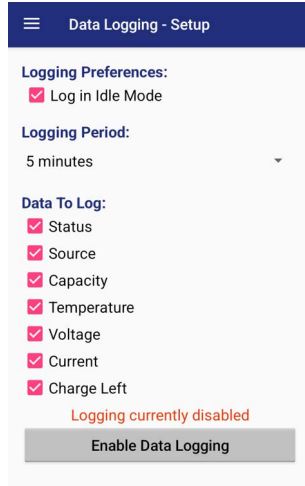 Data Logging - Setup
Logging Preferences:
Log in Idle Mode
Logging Period:
5 minutes
Data To Log:
Status
Source
Capacity
Temperature
Voltage
Current
Charge Left
Logging currently disabled
Enable Data Logging